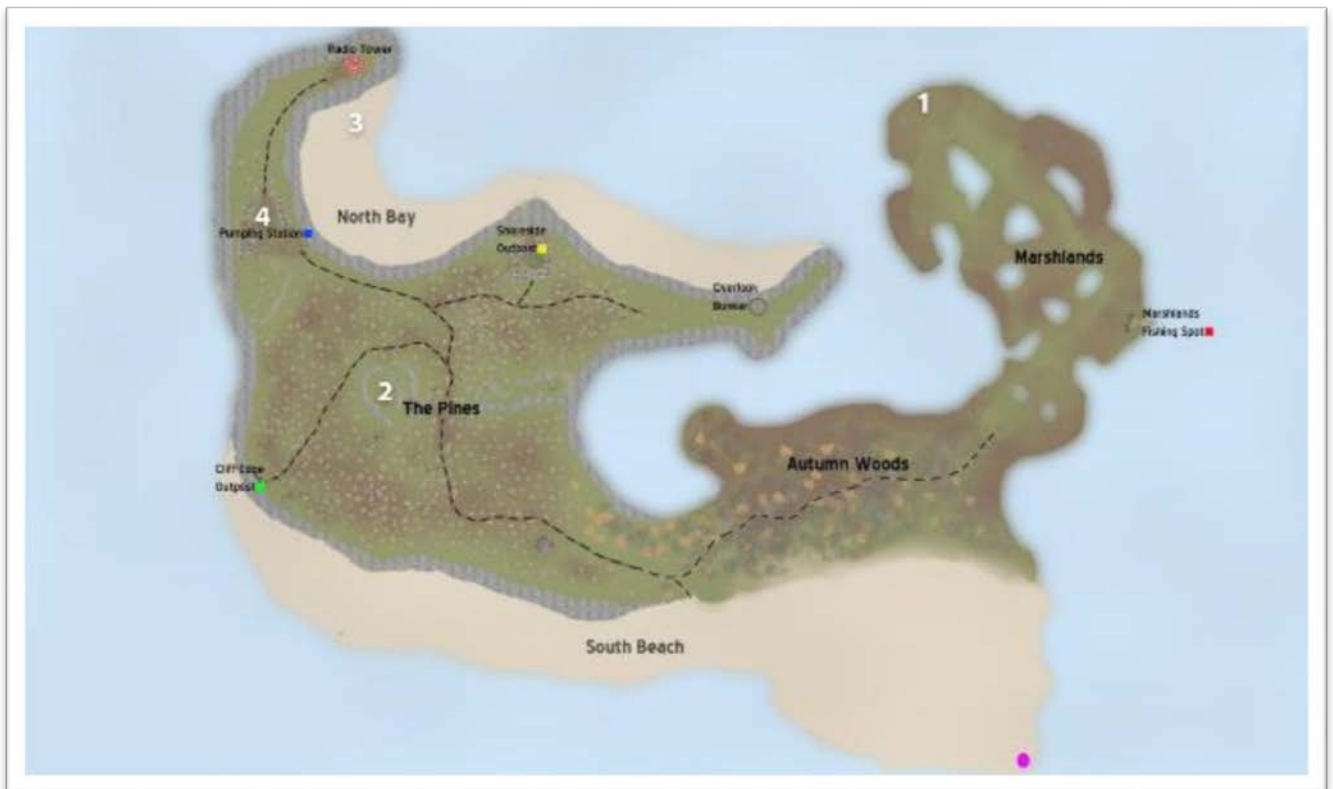 Radio Tower
1
3
4
North Bay
Pumping Station
Shoreside
Outpost
Marshlands
Overlook
Bunker
Marshlands
Fishing Spot
2
The Pines
Cliff Edge
Outpost
Autumn Woods
South Beach